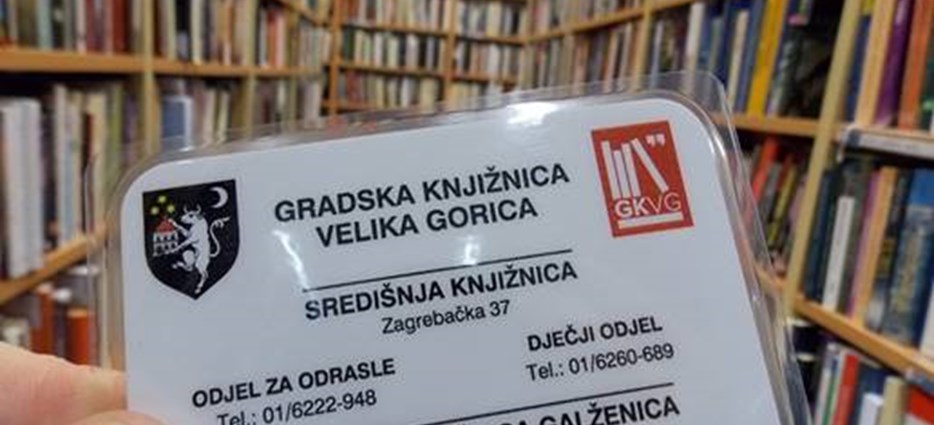 GRADSKA KNJIŽNICA
VELIKA GORICA
GKVG
SREDIŠNJA KNJIŽNICA
Zagrebačka 37
ODJEL ZA ODRASLE
Tel.: 01/6222-948
DJEČJI ODJEL
Tel.: 01/6260-689
GALŽENICA